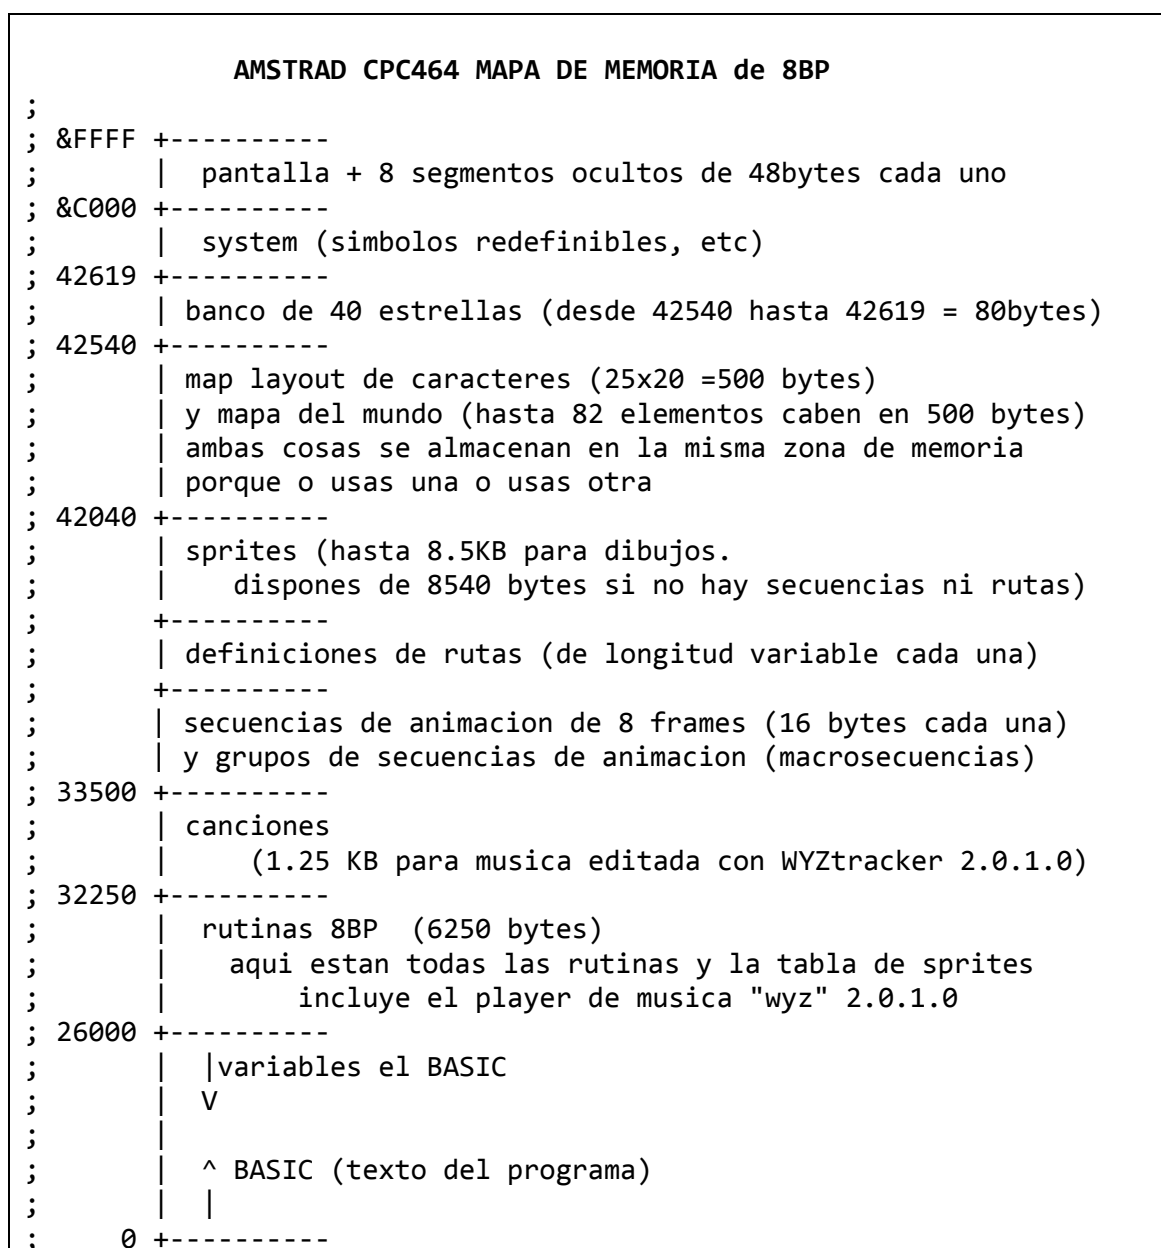 AMSTRAD CPC464 MAPA DE MEMORIA de 8BP
;
; &FFFF +----------
;       |  pantalla + 8 segmentos ocultos de 48bytes cada uno
; &C000 +----------
;       |  system (simbolos redefinibles, etc)
; 42619 +----------
;       | banco de 40 estrellas (desde 42540 hasta 42619 = 80bytes)
; 42540 +----------
;       | map layout de caracteres (25x20 =500 bytes)
;       | y mapa del mundo (hasta 82 elementos caben en 500 bytes)
;       | ambas cosas se almacenan en la misma zona de memoria
;       | porque o usas una o usas otra
; 42040 +----------
;       | sprites (hasta 8.5KB para dibujos.
;       |    dispones de 8540 bytes si no hay secuencias ni rutas)
;       +----------
;       | definiciones de rutas (de longitud variable cada una)
;       +----------
;       | secuencias de animacion de 8 frames (16 bytes cada una)
;       | y grupos de secuencias de animacion (macrosecuencias)
; 33500 +----------
;       | canciones
;       |     (1.25 KB para musica editada con WYZtracker 2.0.1.0)
; 32250 +----------
;       |  rutinas 8BP  (6250 bytes)
;       |    aqui estan todas las rutinas y la tabla de sprites
;       |        incluye el player de musica "wyz" 2.0.1.0
; 26000 +----------
;       |  |variables el BASIC
;       |  V
;       |
;       |  ^ BASIC (texto del programa)
;       |  |
;     0 +----------